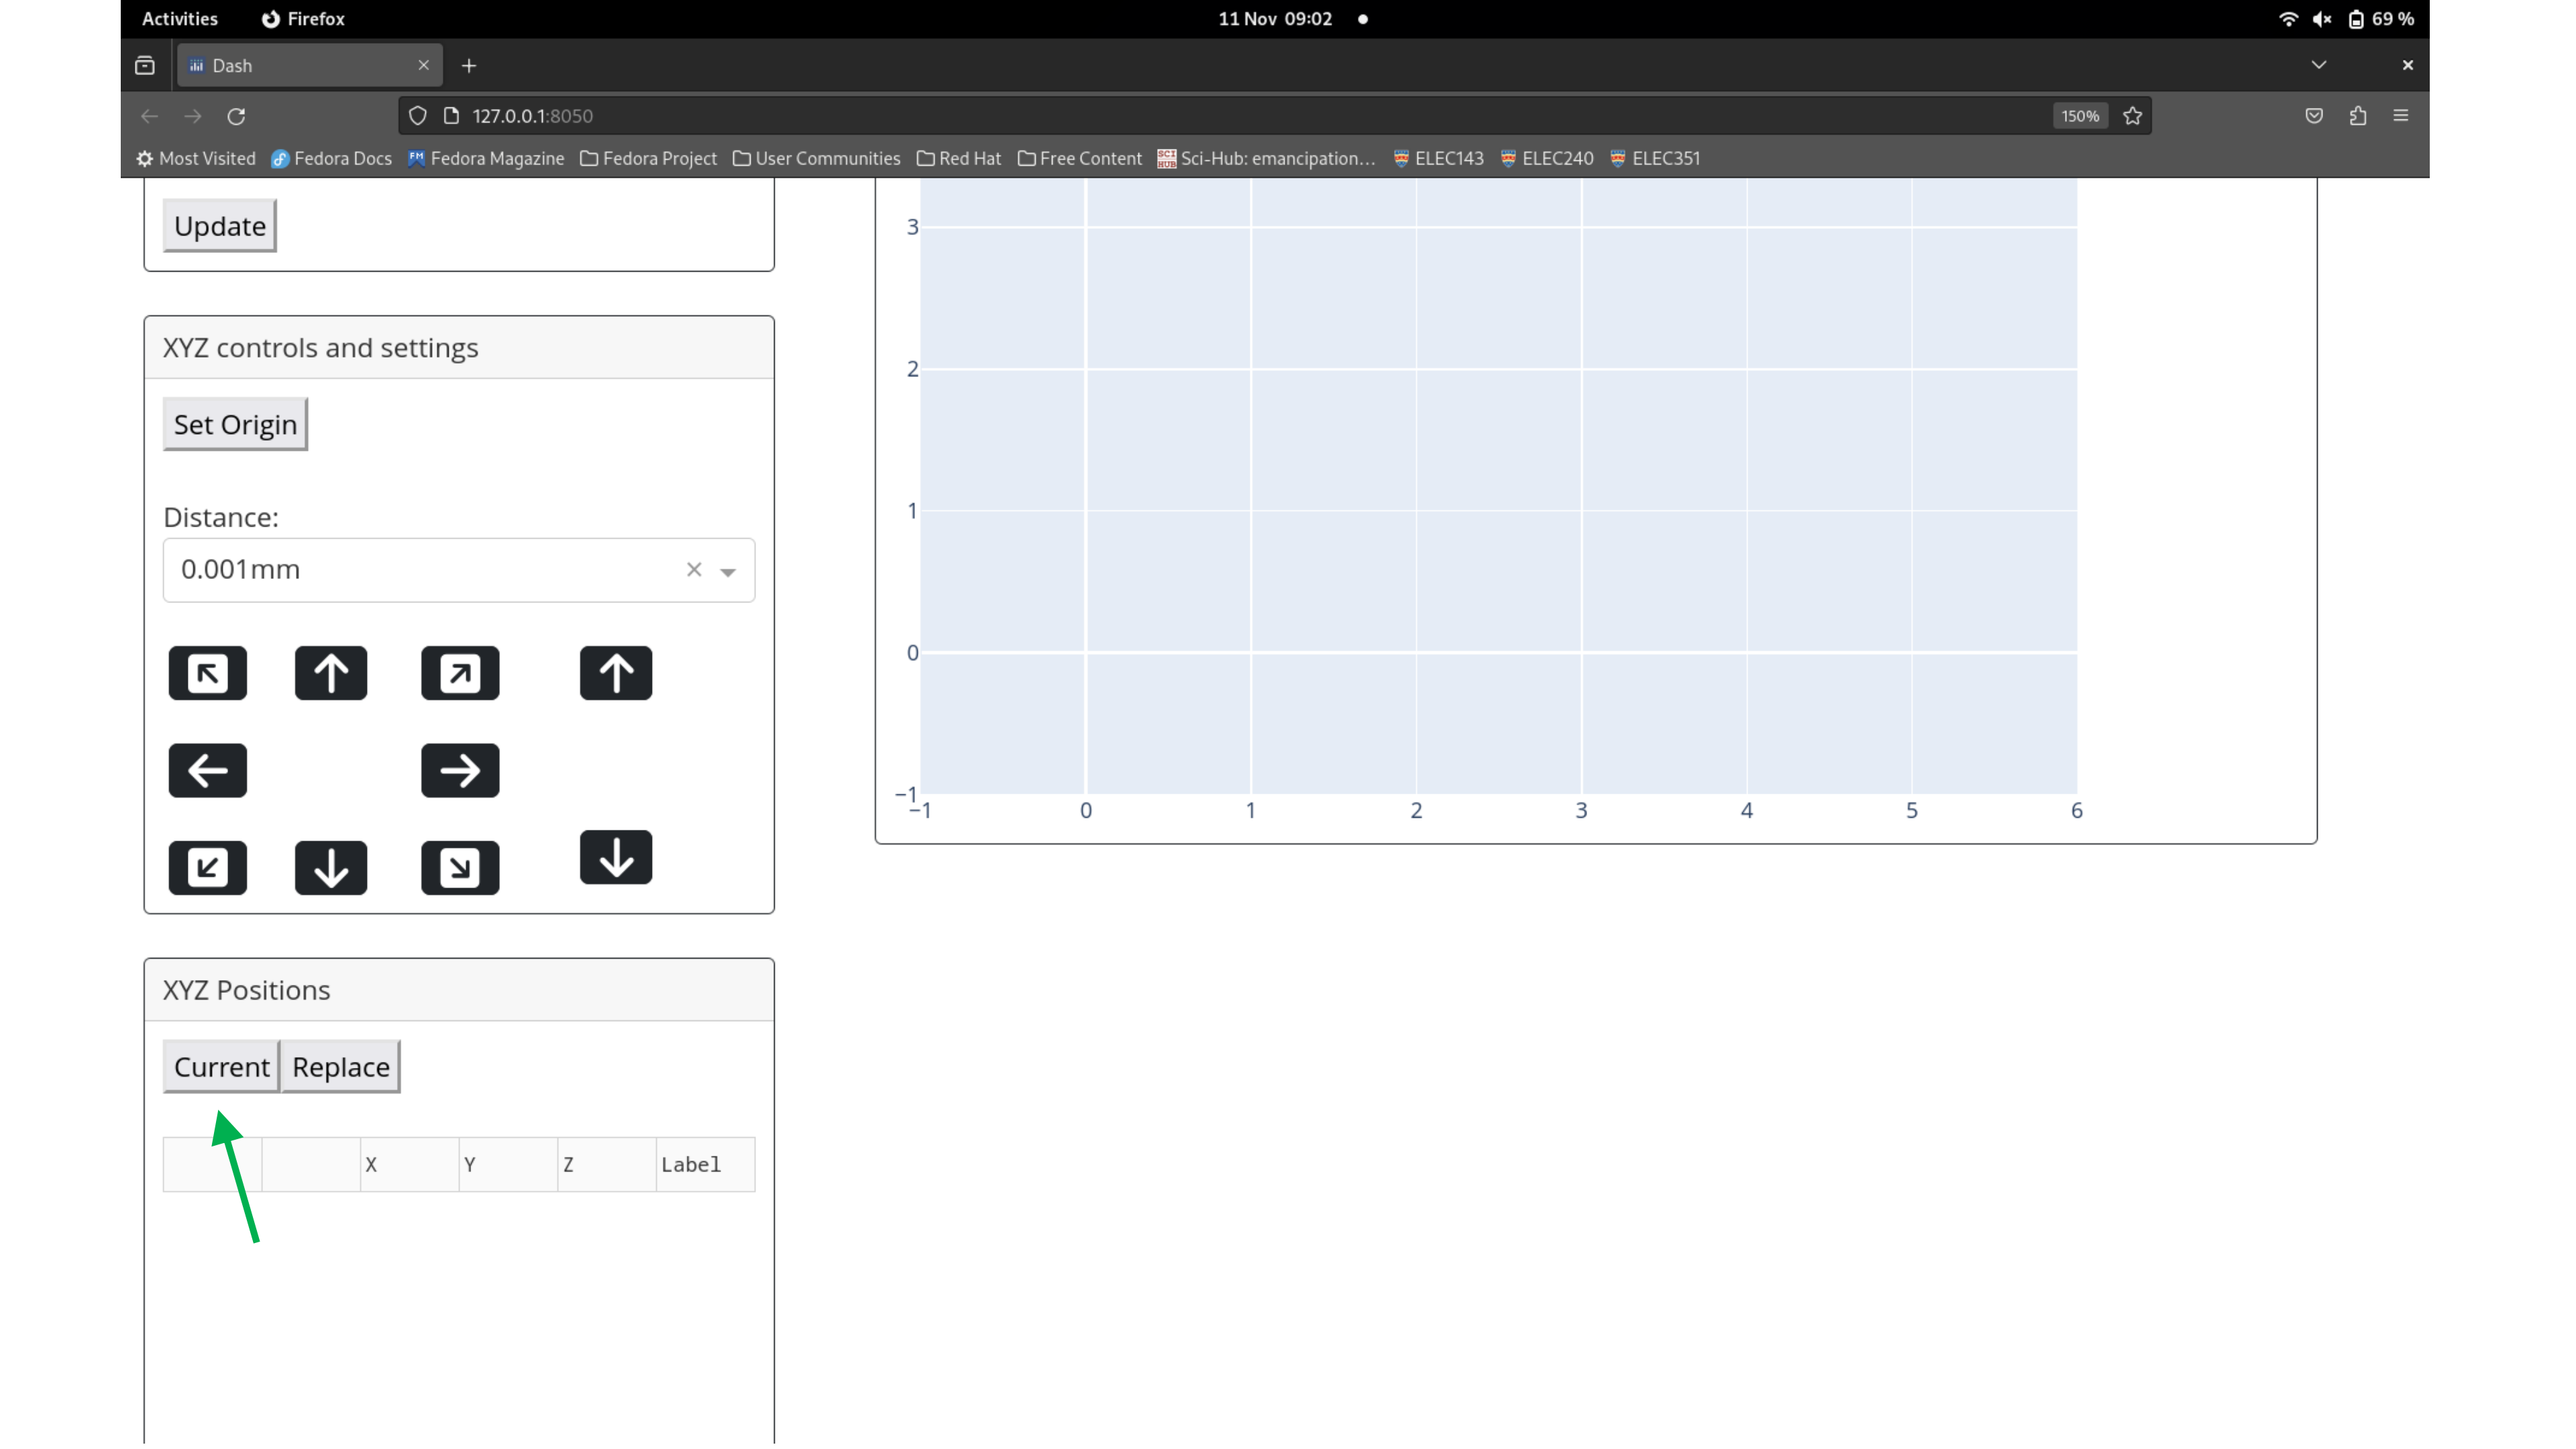 Activities Firefox 11 Nov 09:02 69 %
Dash
127.0.0.1:8050 150%
Most Visited Fedora Docs Fedora Magazine Fedora Project User Communities Red Hat Free Content Sci-Hub: emancipation... ELEC143 ELEC240 ELEC351
Update
XYZ controls and settings
Set Origin
Distance:
0.001mm
XYZ Positions
Current Replace
X Y Z Label
3
2
1
0
−1
−1 0 1 2 3 4 5 6